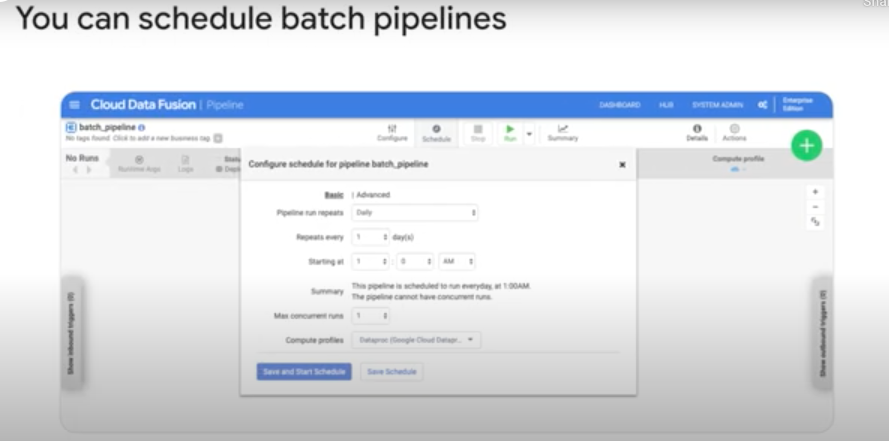 You can schedule batch pipelines
Cloud Data Fusion | Pipeline
DASHBOARD HUB SYSTEM ADMIN Enterprise Edition
batch_pipeline
No tags found. Click to add a new business tag
Configure Schedule Stop Run Summary Details Actions
No Runs
Runtime Args Logs
Compute profile
Configure schedule for pipeline batch_pipeline
Basic | Advanced
Pipeline run repeats Daily
Repeats every 1 day(s)
Starting at 1 : 0 AM
Summary This pipeline is scheduled to run everyday, at 1:00AM.
The pipeline cannot have concurrent runs.
Max concurrent runs 1
Compute profiles Dataproc (Google Cloud Datapr...
Save and Start Schedule Save Schedule
Show inbound triggers (0)
Show outbound triggers (0)